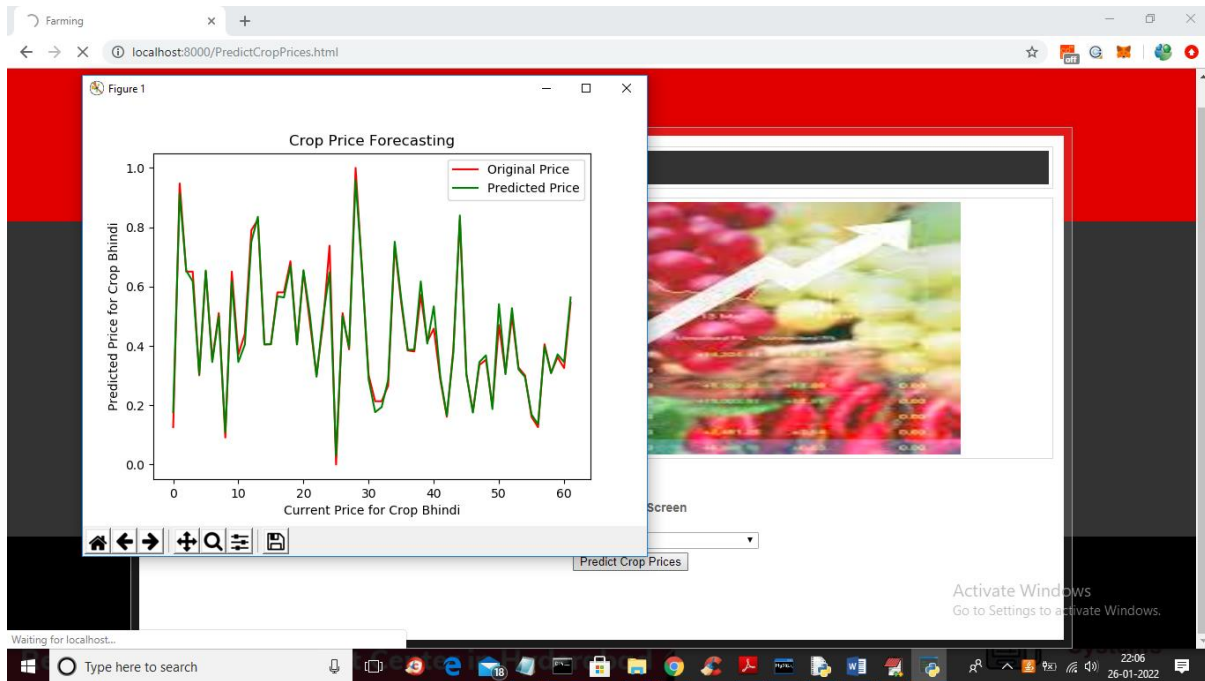 Farming
localhost:8000/PredictCropPrices.html
off
Figure 1
Crop Price Forecasting
Original Price
Predicted Price
Predicted Price for Crop Bhindi
1.0
0.8
0.6
0.4
0.2
0.0
0 10 20 30 40 50 60
Current Price for Crop Bhindi
Screen
Predict Crop Prices
Activate Windows
Go to Settings to activate Windows.
Waiting for localhost...
Type here to search
18
22:06
26-01-2022